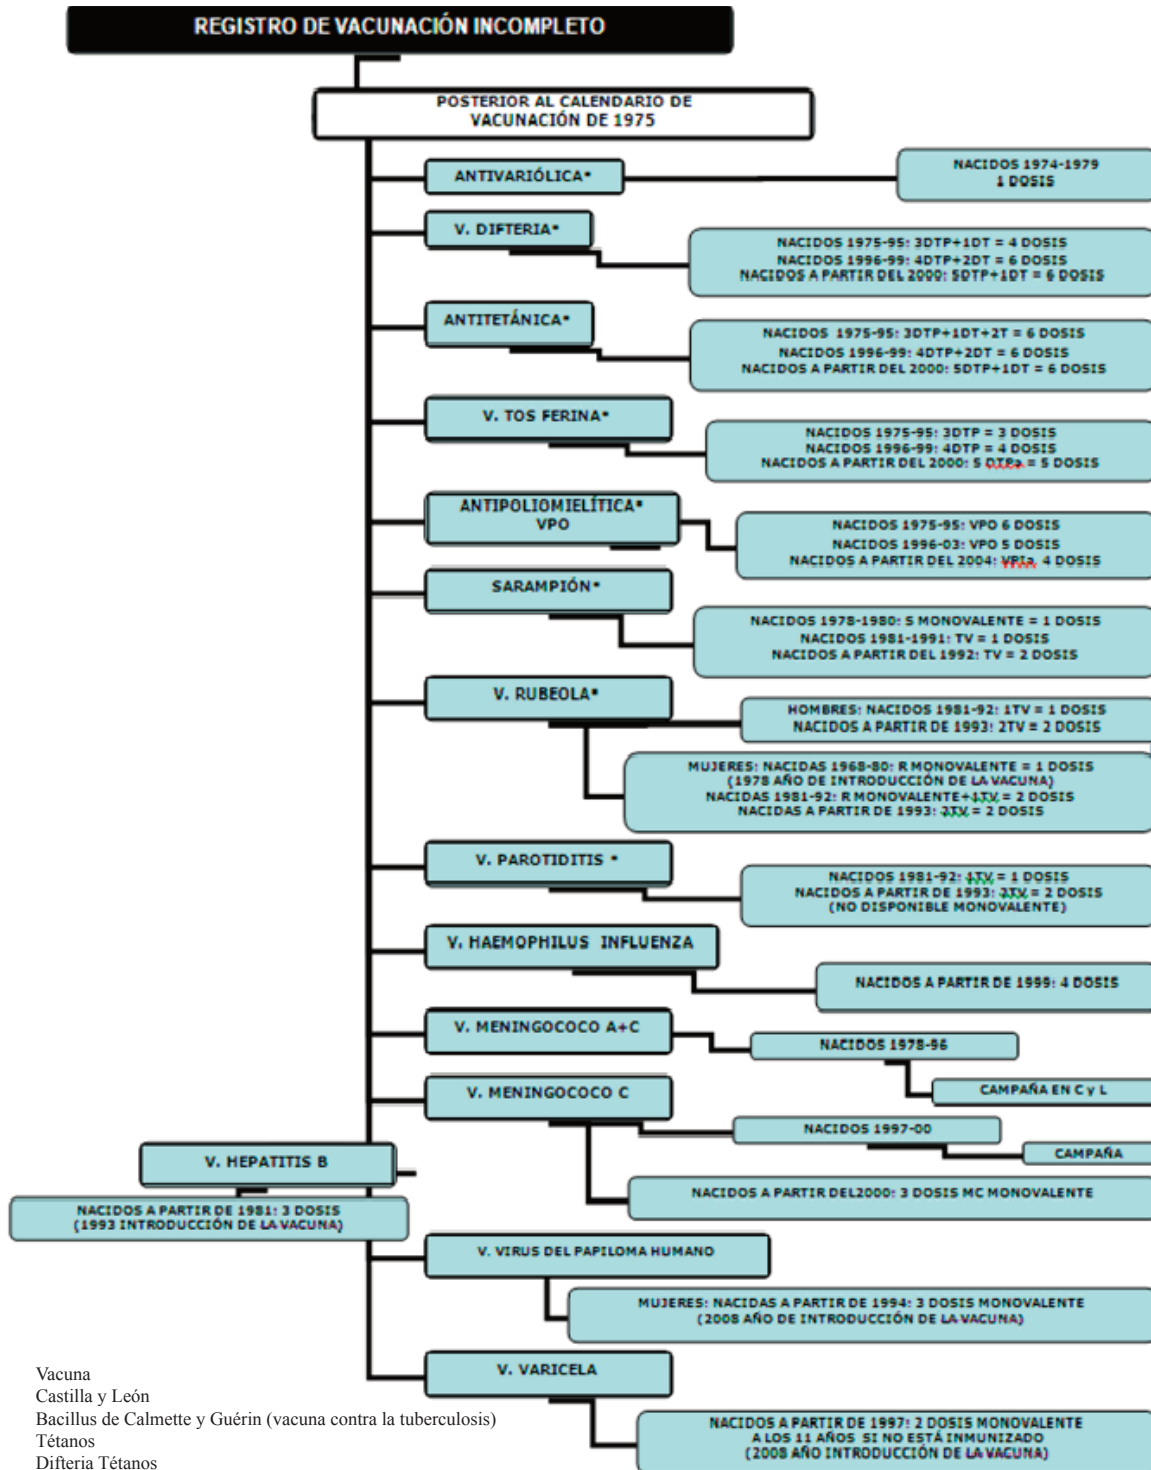 REGISTRO DE VACUNACIÓN INCOMPLETO
POSTERIOR AL CALENDARIO DE
VACUNACIÓN DE 1975
ANTIVARIÓLICA*
NACIDOS 1974-1979
1 DOSIS
V. DIFTERIA*
NACIDOS 1975-95: 3DTP+1DT = 4 DOSIS
NACIDOS 1996-99: 4DTP+2DT = 6 DOSIS
NACIDOS A PARTIR DEL 2000: 5DTP+1DT = 6 DOSIS
ANTITETÁNICA*
NACIDOS 1975-95: 3DTP+1DT+2T = 6 DOSIS
NACIDOS 1996-99: 4DTP+2DT = 6 DOSIS
NACIDOS A PARTIR DEL 2000: 5DTP+1DT = 6 DOSIS
V. TOS FERINA*
NACIDOS 1975-95: 3DTP = 3 DOSIS
NACIDOS 1996-99: 4DTP = 4 DOSIS
NACIDOS A PARTIR DEL 2000: 5 DTPa = 5 DOSIS
ANTIPOLIOMIELÍTICA*
VPO
NACIDOS 1975-95: VPO 6 DOSIS
NACIDOS 1996-03: VPO 5 DOSIS
NACIDOS A PARTIR DEL 2004: VPIa 4 DOSIS
SARAMPIÓN*
NACIDOS 1978-1980: S MONOVALENTE = 1 DOSIS
NACIDOS 1981-1991: TV = 1 DOSIS
NACIDOS A PARTIR DEL 1992: TV = 2 DOSIS
V. RUBEOLA*
HOMBRES: NACIDOS 1981-92: 1TV = 1 DOSIS
NACIDOS A PARTIR DE 1993: 2TV = 2 DOSIS
MUJERES: NACIDAS 1968-80: R MONOVALENTE = 1 DOSIS
(1978 AÑO DE INTRODUCCIÓN DE LA VACUNA)
NACIDAS 1981-92: R MONOVALENTE+1TV = 2 DOSIS
NACIDAS A PARTIR DE 1993: 2TV = 2 DOSIS
V. PAROTIDITIS *
NACIDOS 1981-92: 1TV = 1 DOSIS
NACIDOS A PARTIR DE 1993: 2TV = 2 DOSIS
(NO DISPONIBLE MONOVALENTE)
V. HAEMOPHILUS INFLUENZA
NACIDOS A PARTIR DE 1999: 4 DOSIS
V. MENINGOCOCO A+C
NACIDOS 1978-96
CAMPAÑA EN C y L
V. MENINGOCOCO C
NACIDOS 1997-00
CAMPAÑA
NACIDOS A PARTIR DEL2000: 3 DOSIS MC MONOVALENTE
V. HEPATITIS B
NACIDOS A PARTIR DE 1981: 3 DOSIS
(1993 INTRODUCCIÓN DE LA VACUNA)
V. VIRUS DEL PAPILOMA HUMANO
MUJERES: NACIDAS A PARTIR DE 1994: 3 DOSIS MONOVALENTE
(2008 AÑO DE INTRODUCCIÓN DE LA VACUNA)
V. VARICELA
NACIDOS A PARTIR DE 1997: 2 DOSIS MONOVALENTE
A LOS 11 AÑOS SI NO ESTÁ INMUNIZADO
(2008 AÑO INTRODUCCIÓN DE LA VACUNA)
Vacuna
Castilla y León
Bacillus de Calmette y Guérin (vacuna contra la tuberculosis)
Tétanos
Difteria Tétanos